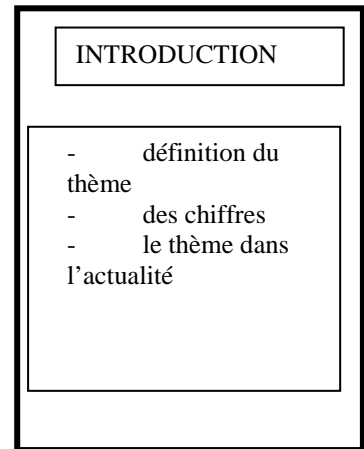 INTRODUCTION
- définition du
thème
- des chiffres
- le thème dans
l’actualité